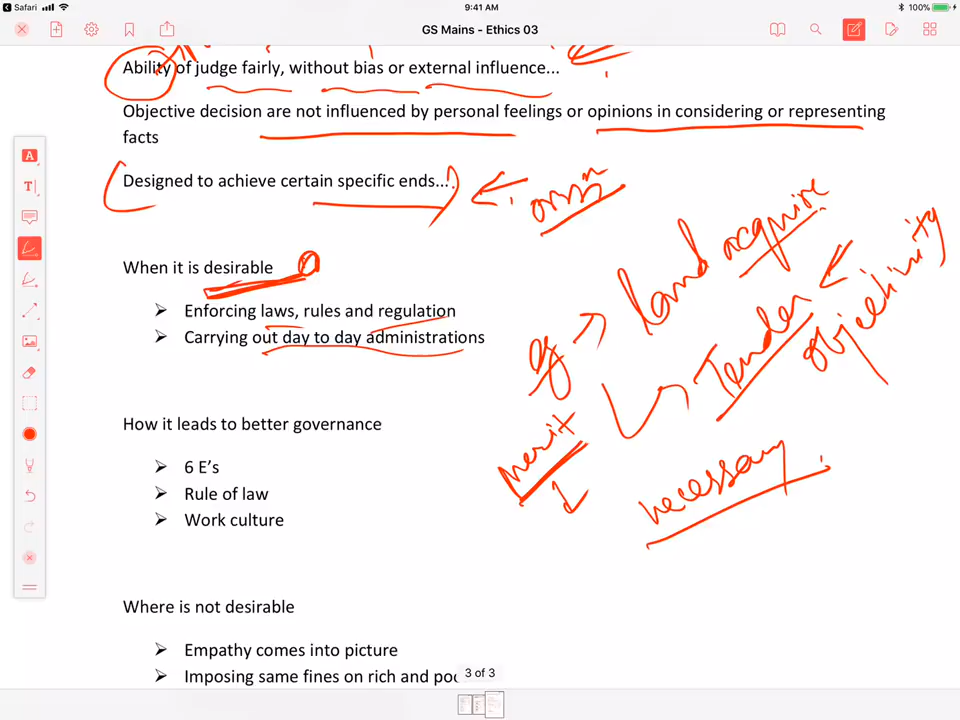 Safari
9:41 AM
100%
GS Mains - Ethics 03
Ability of judge fairly, without bias or external influence...
Objective decision are not influenced by personal feelings or opinions in considering or representing
facts
Designed to achieve certain specific ends...
When it is desirable
➢ Enforcing laws, rules and regulation
➢ Carrying out day to day administrations
eg → land acquire
Tender
objectivity
merit
necessary
How it leads to better governance
➢ 6 E’s
➢ Rule of law
➢ Work culture
Where is not desirable
➢ Empathy comes into picture
➢ Imposing same fines on rich and
3 of 3